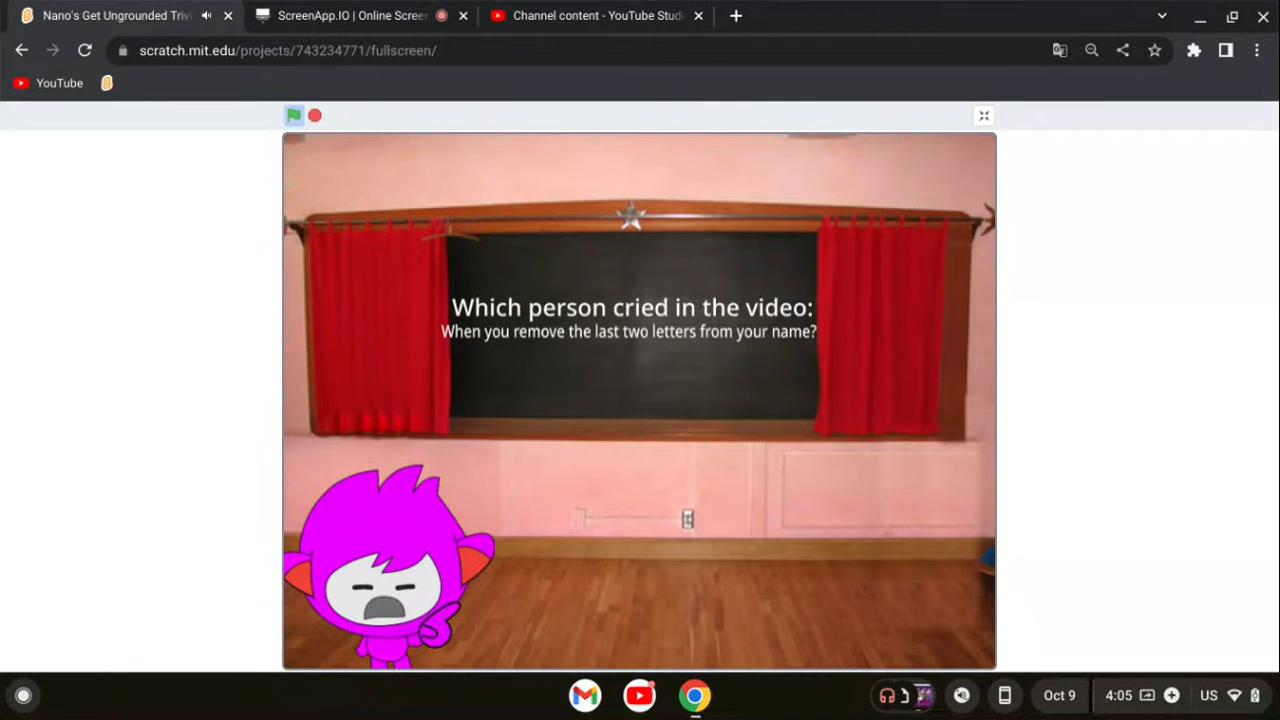 Nano's Get Ungrounded Triv
ScreenApp.IO | Online Screen
Channel content - YouTube Studi
scratch.mit.edu/projects/743234771/fullscreen/
YouTube
Which person cried in the video:
When you remove the last two letters from your name?
Oct 9
4:05
US